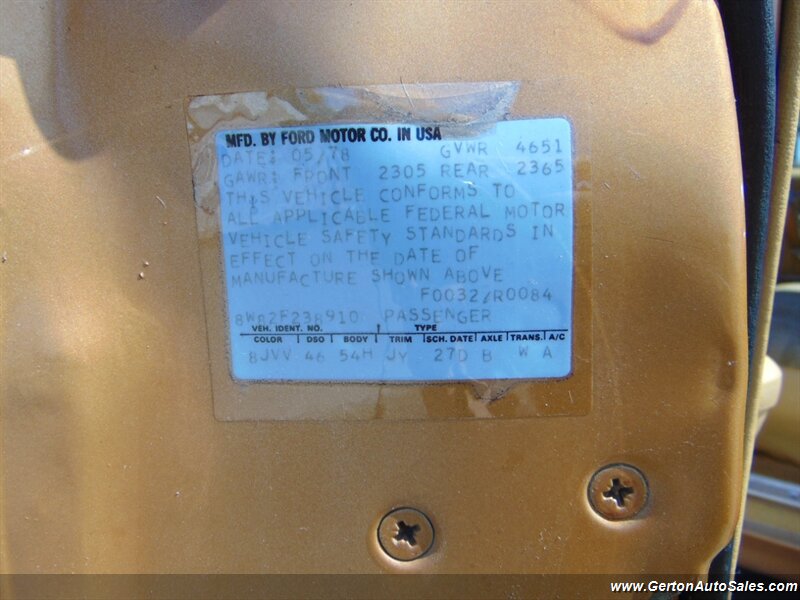 MFD. BY FORD MOTOR CO. IN USA
DATE: 05/78 GVWR 4651
GAWR: FRONT 2305 REAR 2365
THIS VEHICLE CONFORMS TO
ALL APPLICABLE FEDERAL MOTOR
VEHICLE SAFETY STANDARDS IN
EFFECT ON THE DATE OF
MANUFACTURE SHOWN ABOVE
F0032/R0084
PASSENGER
VEH. IDENT. NO. TYPE
COLOR DSO BODY TRIM SCH. DATE AXLE TRANS. A/C
8JVV 46 54H JY 27D B W A
www.GertonAutoSales.com